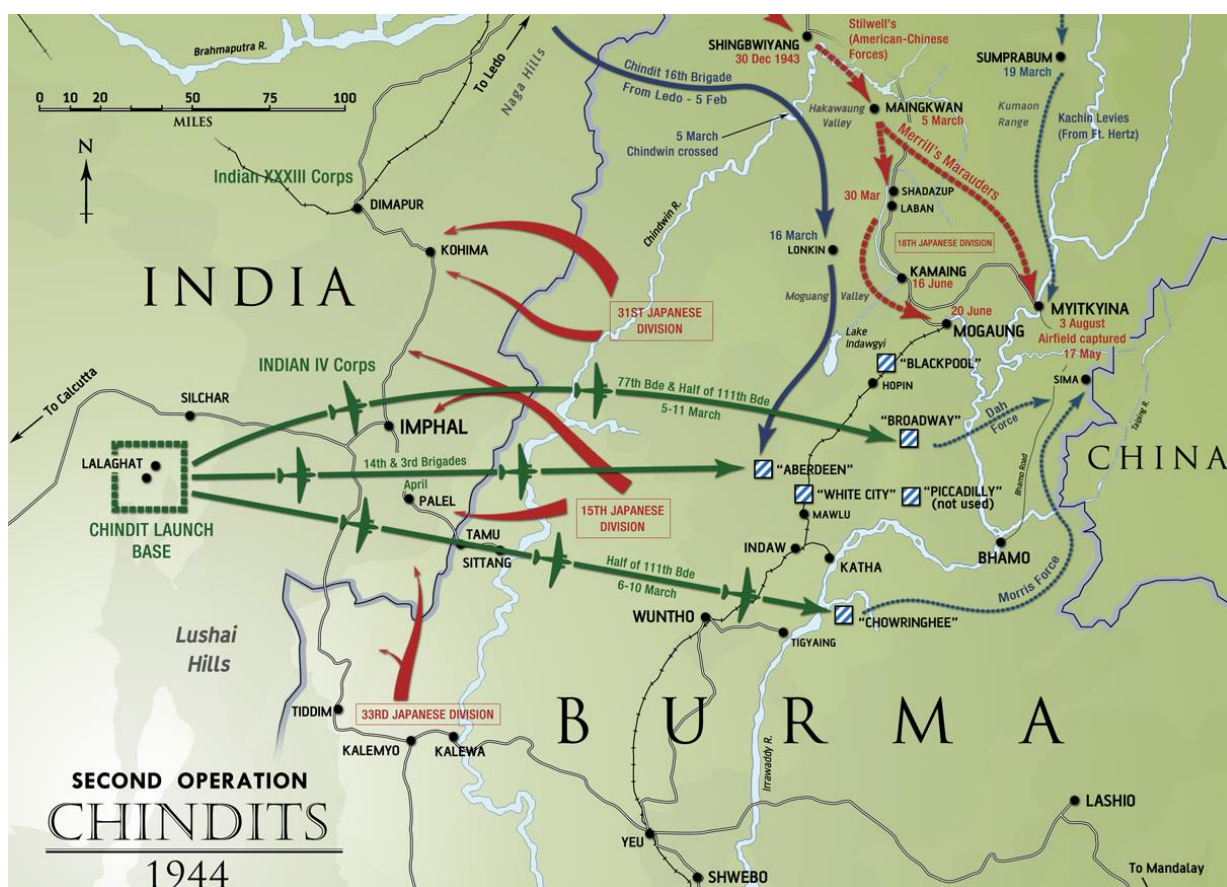 Brahmaputra R.
To Ledo
Naga Hills
SHINGBWIYANG
30 Dec 1943
Stilwell's
(American-Chinese
Forces)
SUMPRABUM
19 March
0 10 25 50 75 100
MILES
N
Chindit 16th Brigade
From Ledo - 5 Feb
5 March
Chindwin crossed
Hakawaung
Valley
MAINGKWAN
5 March
Kumaon
Range
Kachin Levies
(From Ft. Hertz)
Merrill's Marauders
Indian XXXIII Corps
DIMAPUR
KOHIMA
Chindwin R.
30 Mar
SHADAZUP
LABAN
16 March
LONKIN
18TH JAPANESE DIVISION
INDIA
31ST JAPANESE
DIVISION
Moguang Valley
KAMAING
16 June
20 June
MOGAUNG
MYITKYINA
3 August
Airfield captured
17 May
Lake
Indawgyi
"BLACKPOOL"
HOPIN
SIMA
INDIAN IV Corps
77th Bde & Half of 111th Bde
5-11 March
To Calcutta
SILCHAR
IMPHAL
"BROADWAY"
Dah
Force
Taiping R.
CHINA
LALAGHAT
14th & 3rd Brigades
"ABERDEEN"
Bhamo Road
CHINDIT LAUNCH
BASE
April
PALEL
15TH JAPANESE
DIVISION
"WHITE CITY"
MAWLU
"PICCADILLY"
(not used)
TAMU
SITTANG
INDAW
KATHA
BHAMO
Half of 111th Bde
6-10 March
Morris Force
WUNTHO
"CHOWRINGHEE"
TIGYAING
Lushai
Hills
TIDDIM
33RD JAPANESE DIVISION
BURMA
KALEMYO
KALEWA
Irrawaddy R.
SECOND OPERATION
CHINDITS
1944
LASHIO
YEU
SHWEBO
To Mandalay